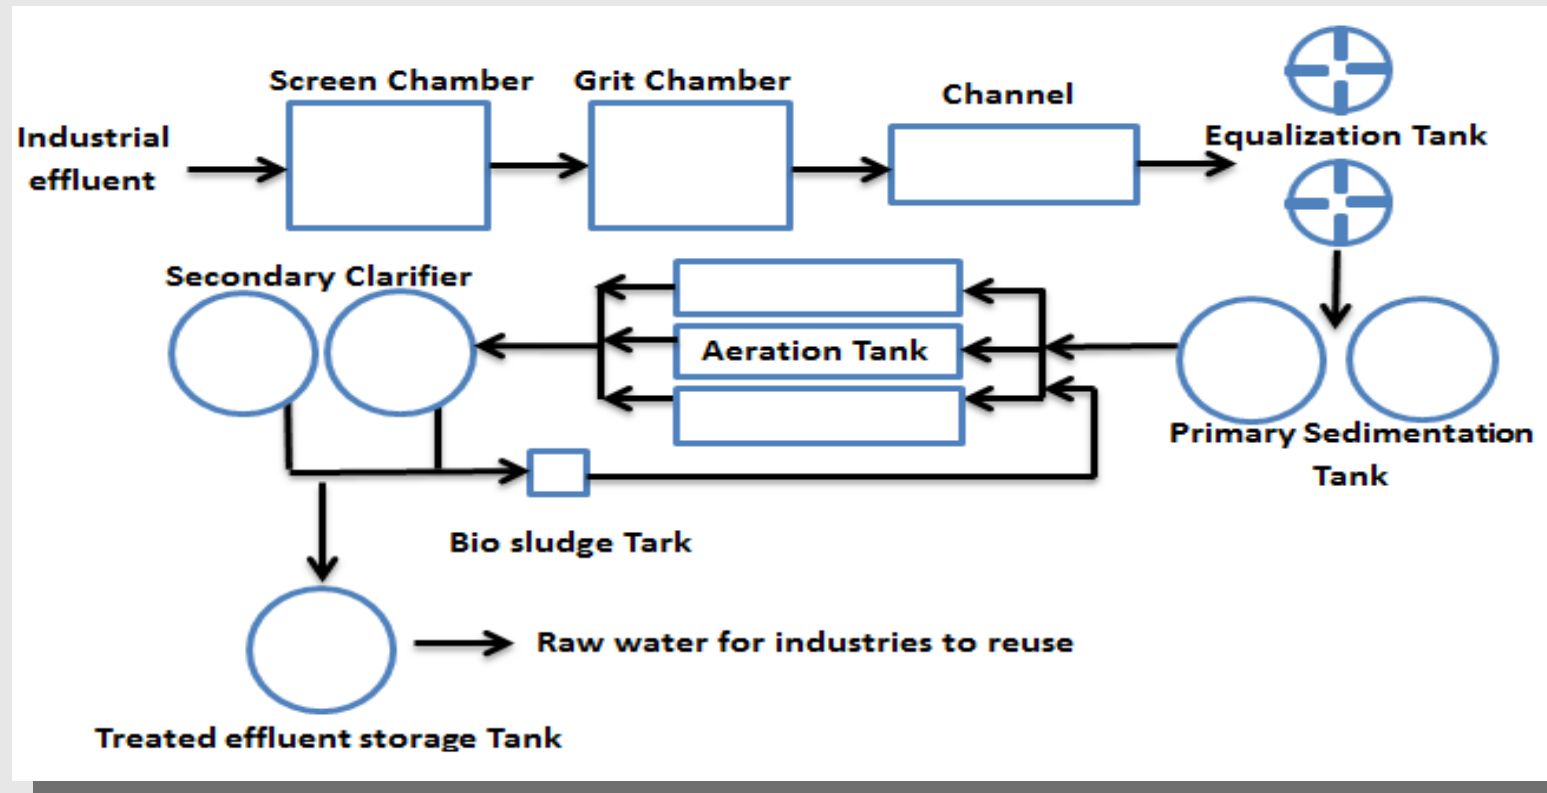 Screen Chamber
Grit Chamber
Channel
Industrial
effluent
Equalization Tank
Secondary Clarifier
Aeration Tank
Primary Sedimentation
Tank
Bio sludge Tark
Raw water for industries to reuse
Treated effluent storage Tank